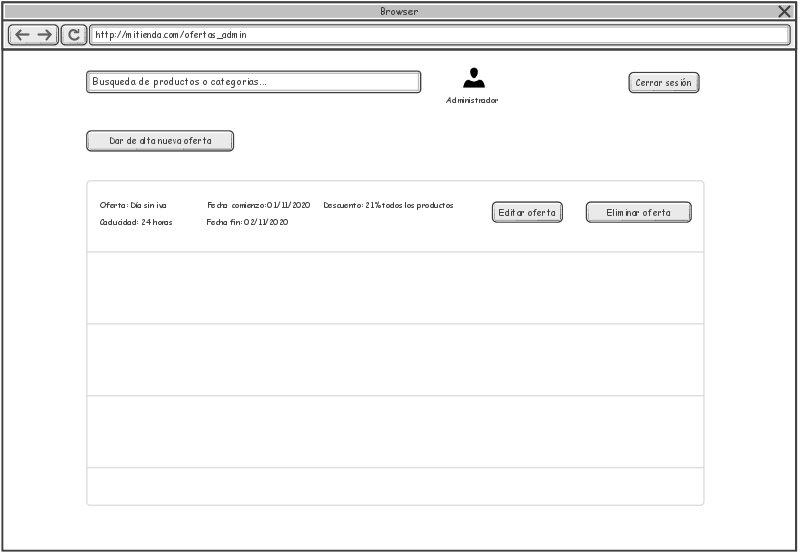 Browser
http://mitienda.com/ofertas_admin
Busqueda de productos o categorias...
Administrador
Cerrar sesión
Dar de alta nueva oferta
Oferta: Día sin iva
Fecha comienzo: 01/11/2020
Descuento: 21% todos los productos
Caducidad: 24 horas
Fecha fin: 02/11/2020
Editar oferta
Eliminar oferta